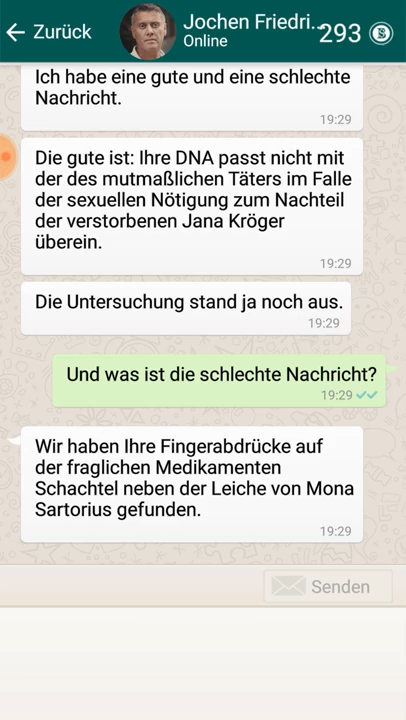 Zurück
Jochen Friedri...
Online
293
Ich habe eine gute und eine schlechte
Nachricht.
19:29
Die gute ist: Ihre DNA passt nicht mit
der des mutmaßlichen Täters im Falle
der sexuellen Nötigung zum Nachteil
der verstorbenen Jana Kröger
überein.
19:29
Die Untersuchung stand ja noch aus.
19:29
Und was ist die schlechte Nachricht?
19:29
Wir haben Ihre Fingerabdrücke auf
der fraglichen Medikamenten
Schachtel neben der Leiche von Mona
Sartorius gefunden.
19:29
Senden